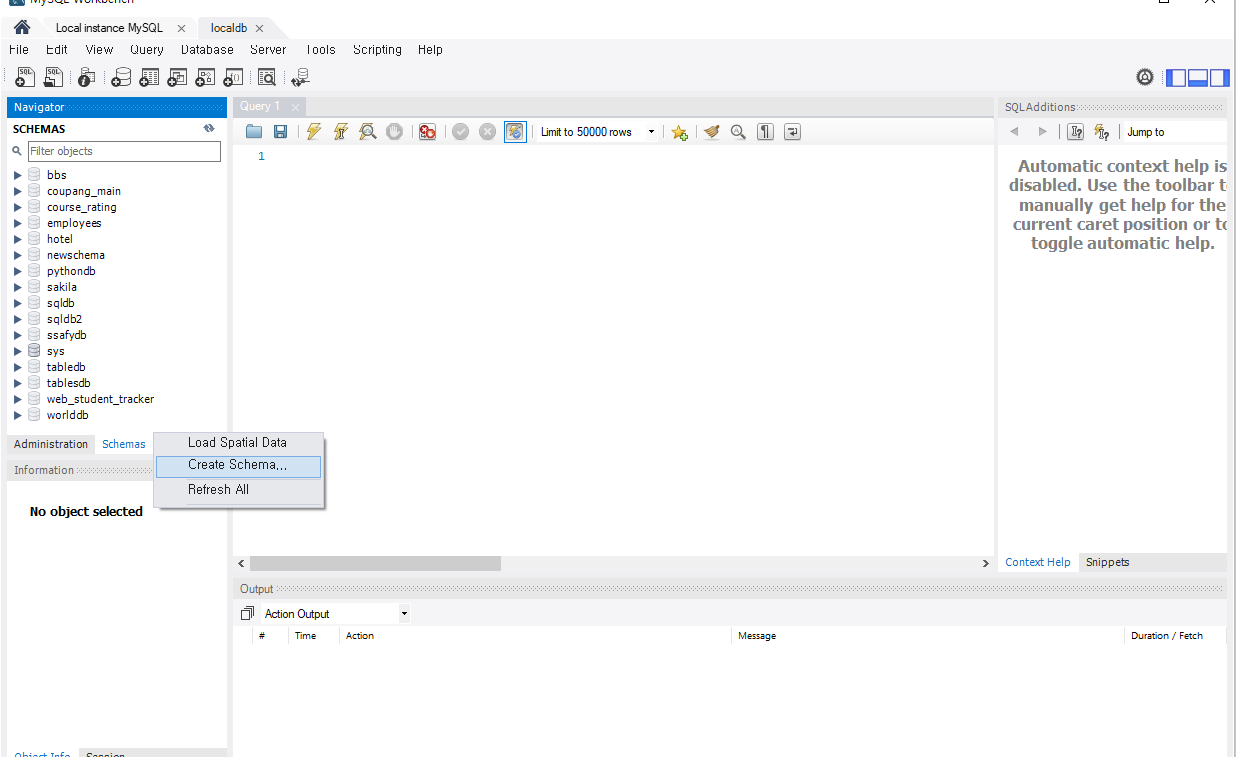 MySQL Workbench
Local instance MySQL × localdb ×
File Edit View Query Database Server Tools Scripting Help
Navigator
SCHEMAS
Filter objects
bbs
coupang_main
course_rating
employees
hotel
newschema
pythondb
sakila
sqldb
sqldb2
ssafydb
sys
tabledb
tablesdb
web_student_tracker
worlddb
Administration Schemas
Load Spatial Data
Create Schema...
Refresh All
Information
No object selected
Object Info Session
Query 1 ×
Limit to 50000 rows
1
SQLAdditions
Jump to
Automatic context help is
disabled. Use the toolbar
manually get help for the
current caret position or to
toggle automatic help.
Context Help Snippets
Output
Action Output
# Time Action Message Duration / Fetch